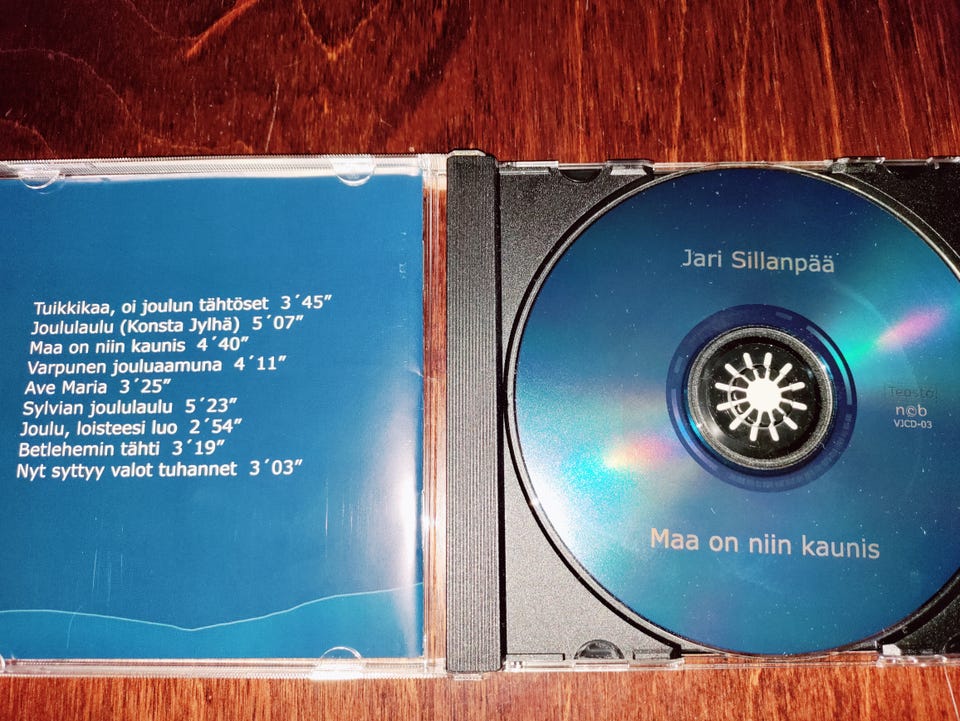 Tuikkikaa, oi joulun tähtöset 3´45”
Joululaulu (Konsta Jylhä) 5´07”
Maa on niin kaunis 4´40”
Varpunen jouluaamuna 4´11”
Ave Maria 3´25”
Sylvian joululaulu 5´23”
Joulu, loisteesi luo 2´54”
Betlehemin tähti 3´19”
Nyt syttyy valot tuhannet 3´03”
Jari Sillanpää
Teosto
n©b
VJCD-03
Maa on niin kaunis